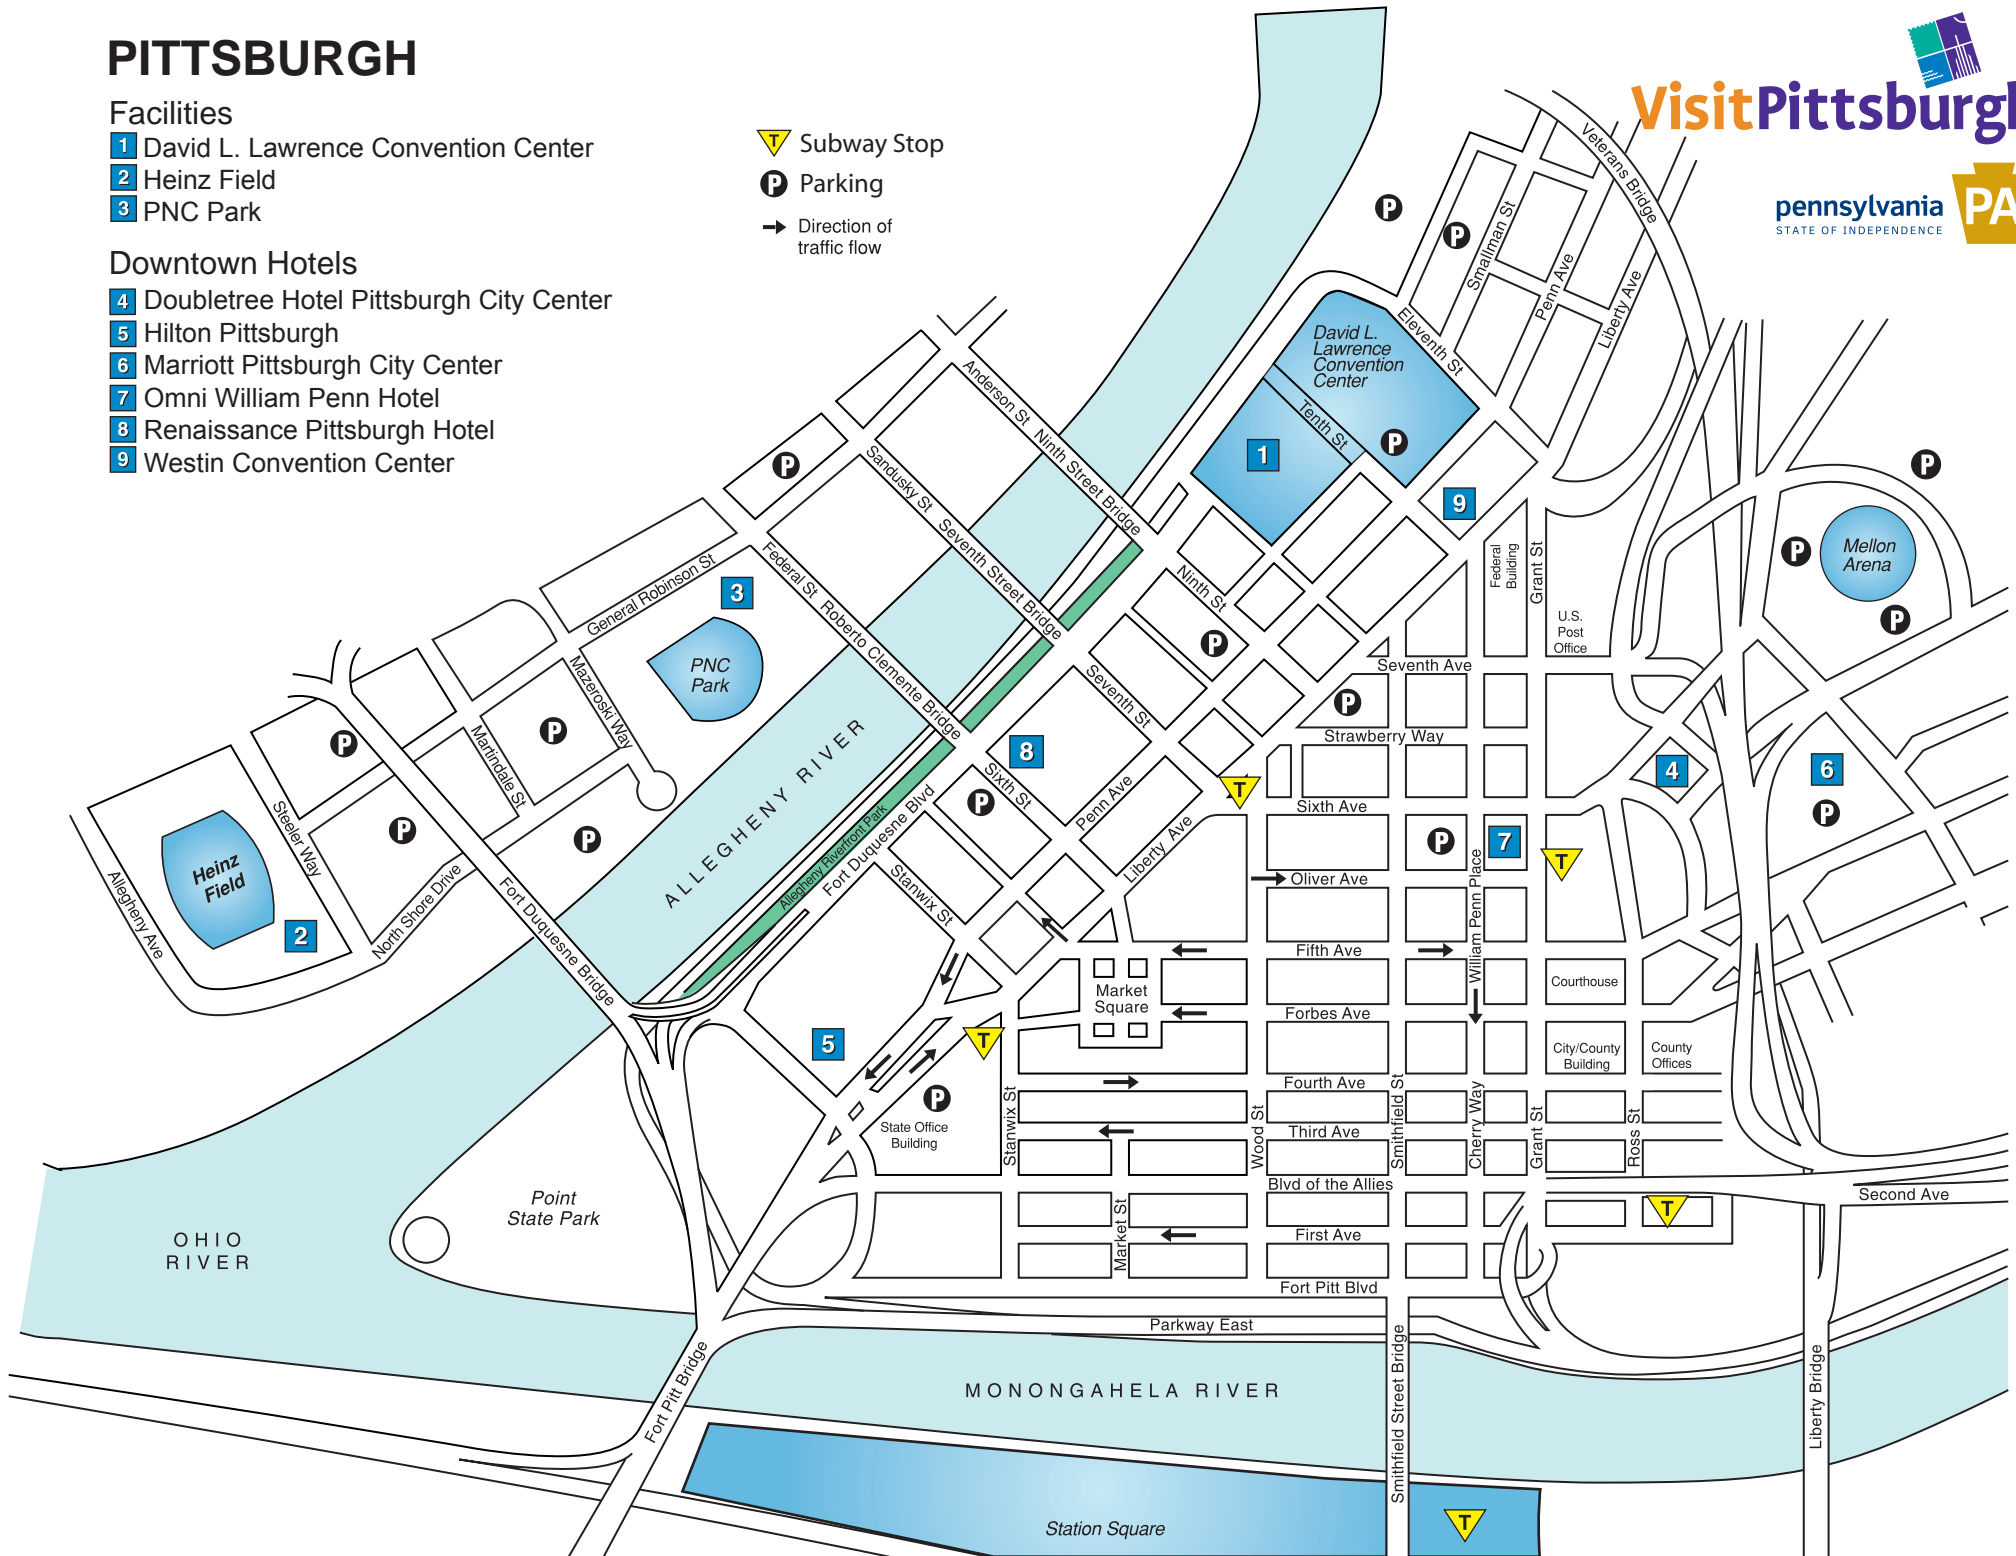 PITTSBURGH
Facilities
1 David L. Lawrence Convention Center
2 Heinz Field
3 PNC Park
Downtown Hotels
4 Doubletree Hotel Pittsburgh City Center
5 Hilton Pittsburgh
6 Marriott Pittsburgh City Center
7 Omni William Penn Hotel
8 Renaissance Pittsburgh Hotel
9 Westin Convention Center
T Subway Stop
P Parking
Direction of
traffic flow
VisitPittsburgh
pennsylvania
STATE OF INDEPENDENCE
PA
Veterans Bridge
P
P
Smallman St
Penn Ave
Liberty Ave
Eleventh St
David L.
Lawrence
Convention
Center
Tenth St
P
1
9
Anderson St
Ninth Street Bridge
Sandusky St
Seventh Street Bridge
P
General Robinson St
Federal St
Roberto Clemente Bridge
3
PNC
Park
Mazeroski Way
Martindale St
P
P
P
P
Steeler Way
Heinz
Field
2
Allegheny Ave
North Shore Drive
Fort Duquesne Bridge
ALLEGHENY RIVER
Allegheny Riverfront Park
Fort Duquesne Blvd
Ninth St
P
Seventh St
8
Sixth St
P
Penn Ave
Liberty Ave
Stanwix St
Federal
Building
Grant St
U.S.
Post
Office
Mellon
Arena
P
P
P
Seventh Ave
P
Strawberry Way
T
Sixth Ave
4
6
P
P
7
T
Oliver Ave
William Penn Place
Fifth Ave
Courthouse
Market
Square
Forbes Ave
5
T
City/County
Building
County
Offices
P
State Office
Building
Stanwix St
Fourth Ave
Third Ave
Wood St
Smithfield St
Cherry Way
Grant St
Ross St
Blvd of the Allies
Second Ave
T
Market St
First Ave
Fort Pitt Blvd
Parkway East
Point
State Park
OHIO
RIVER
Fort Pitt Bridge
MONONGAHELA RIVER
Smithfield Street Bridge
Liberty Bridge
Station Square
T